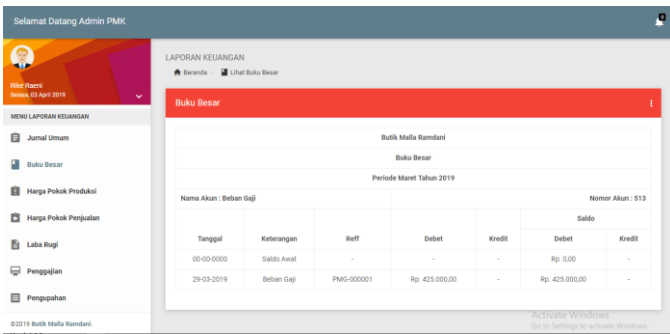 Selamat Datang Admin PMK
0
Rike Raeni
Selasa, 03 April 2019
MENU LAPORAN KEUANGAN
Jurnal Umum
Buku Besar
Harga Pokok Produksi
Harga Pokok Penjualan
Laba Rugi
Penggajian
Pengupahan
©2019 Butik Malla Ramdani.
LAPORAN KEUANGAN
Beranda > Lihat Buku Besar
Buku Besar
Butik Malla Ramdani
Buku Besar
Periode Maret Tahun 2019
Nama Akun : Beban Gaji Nomor Akun : 513
Saldo
Tanggal Keterangan Reff Debet Kredit Debet Kredit
00-00-0000 Saldo Awal - - - Rp. 0,00 -
29-03-2019 Beban Gaji PMG-000001 Rp. 425.000,00 - Rp. 425.000,00 -
Activate Windows
Go to Settings to activate Windows.